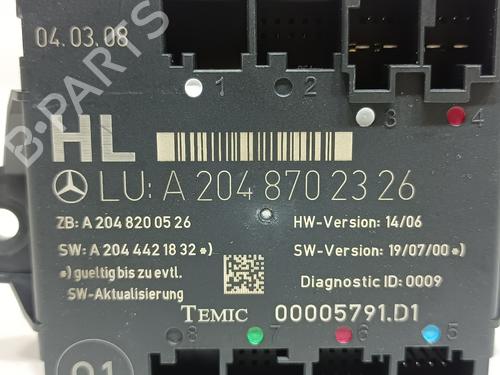 04.03.08
1 2
3 4
HL
LU: A 204 870 23 26
ZB: A 204 820 05 26
HW-Version: 14/06
SW: A 204 442 18 32 *)
SW-Version: 19/07/00 *)
*) gueltig bis zu evtl.
SW-Aktualisierung
Diagnostic ID: 0009
TEMIC 00005791.D1
8 7 6 5
01
B-PARTS